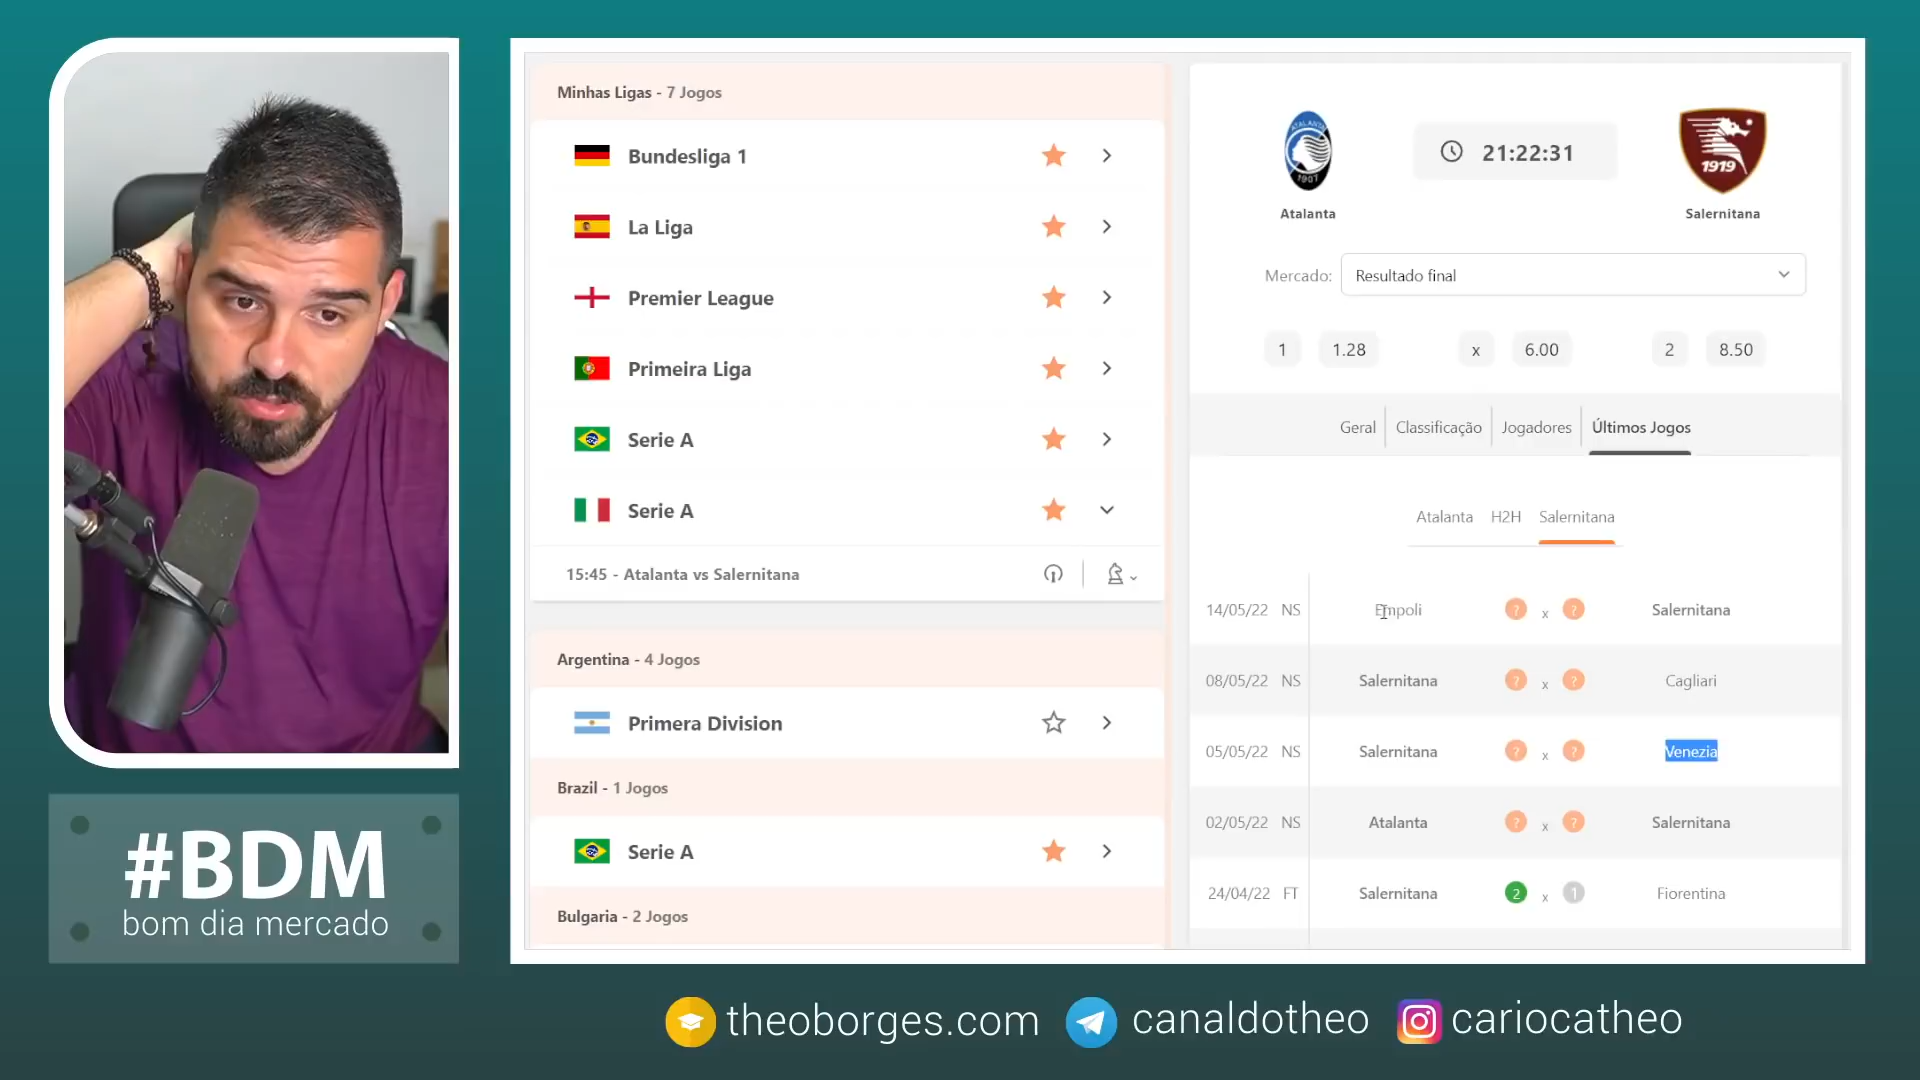 Minhas Ligas - 7 Jogos
Bundesliga 1
La Liga
Premier League
Primeira Liga
Serie A
Serie A
15:45 - Atalanta vs Salernitana
Argentina - 4 Jogos
Primera Division
Brazil - 1 Jogos
Serie A
Bulgaria - 2 Jogos
ATALANTA
1907
Atalanta
21:22:31
1919
Salernitana
Mercado: Resultado final
1 1.28 x 6.00 2 8.50
Geral Classificação Jogadores Últimos Jogos
Atalanta H2H Salernitana
14/05/22 NS Empoli ? x ? Salernitana
08/05/22 NS Salernitana ? x ? Cagliari
05/05/22 NS Salernitana ? x ? Venezia
02/05/22 NS Atalanta ? x ? Salernitana
24/04/22 FT Salernitana 2 x 1 Fiorentina
#BDM
bom dia mercado
theoborges.com canaldotheo cariocatheo